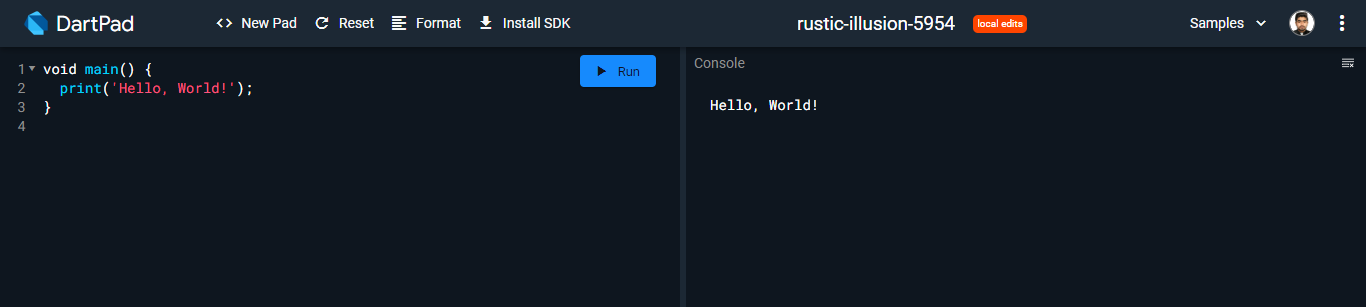 DartPad
New Pad
Reset
Format
Install SDK
rustic-illusion-5954
local edits
Samples
1 void main() {
2   print('Hello, World!');
3 }
4
Run
Console
Hello, World!